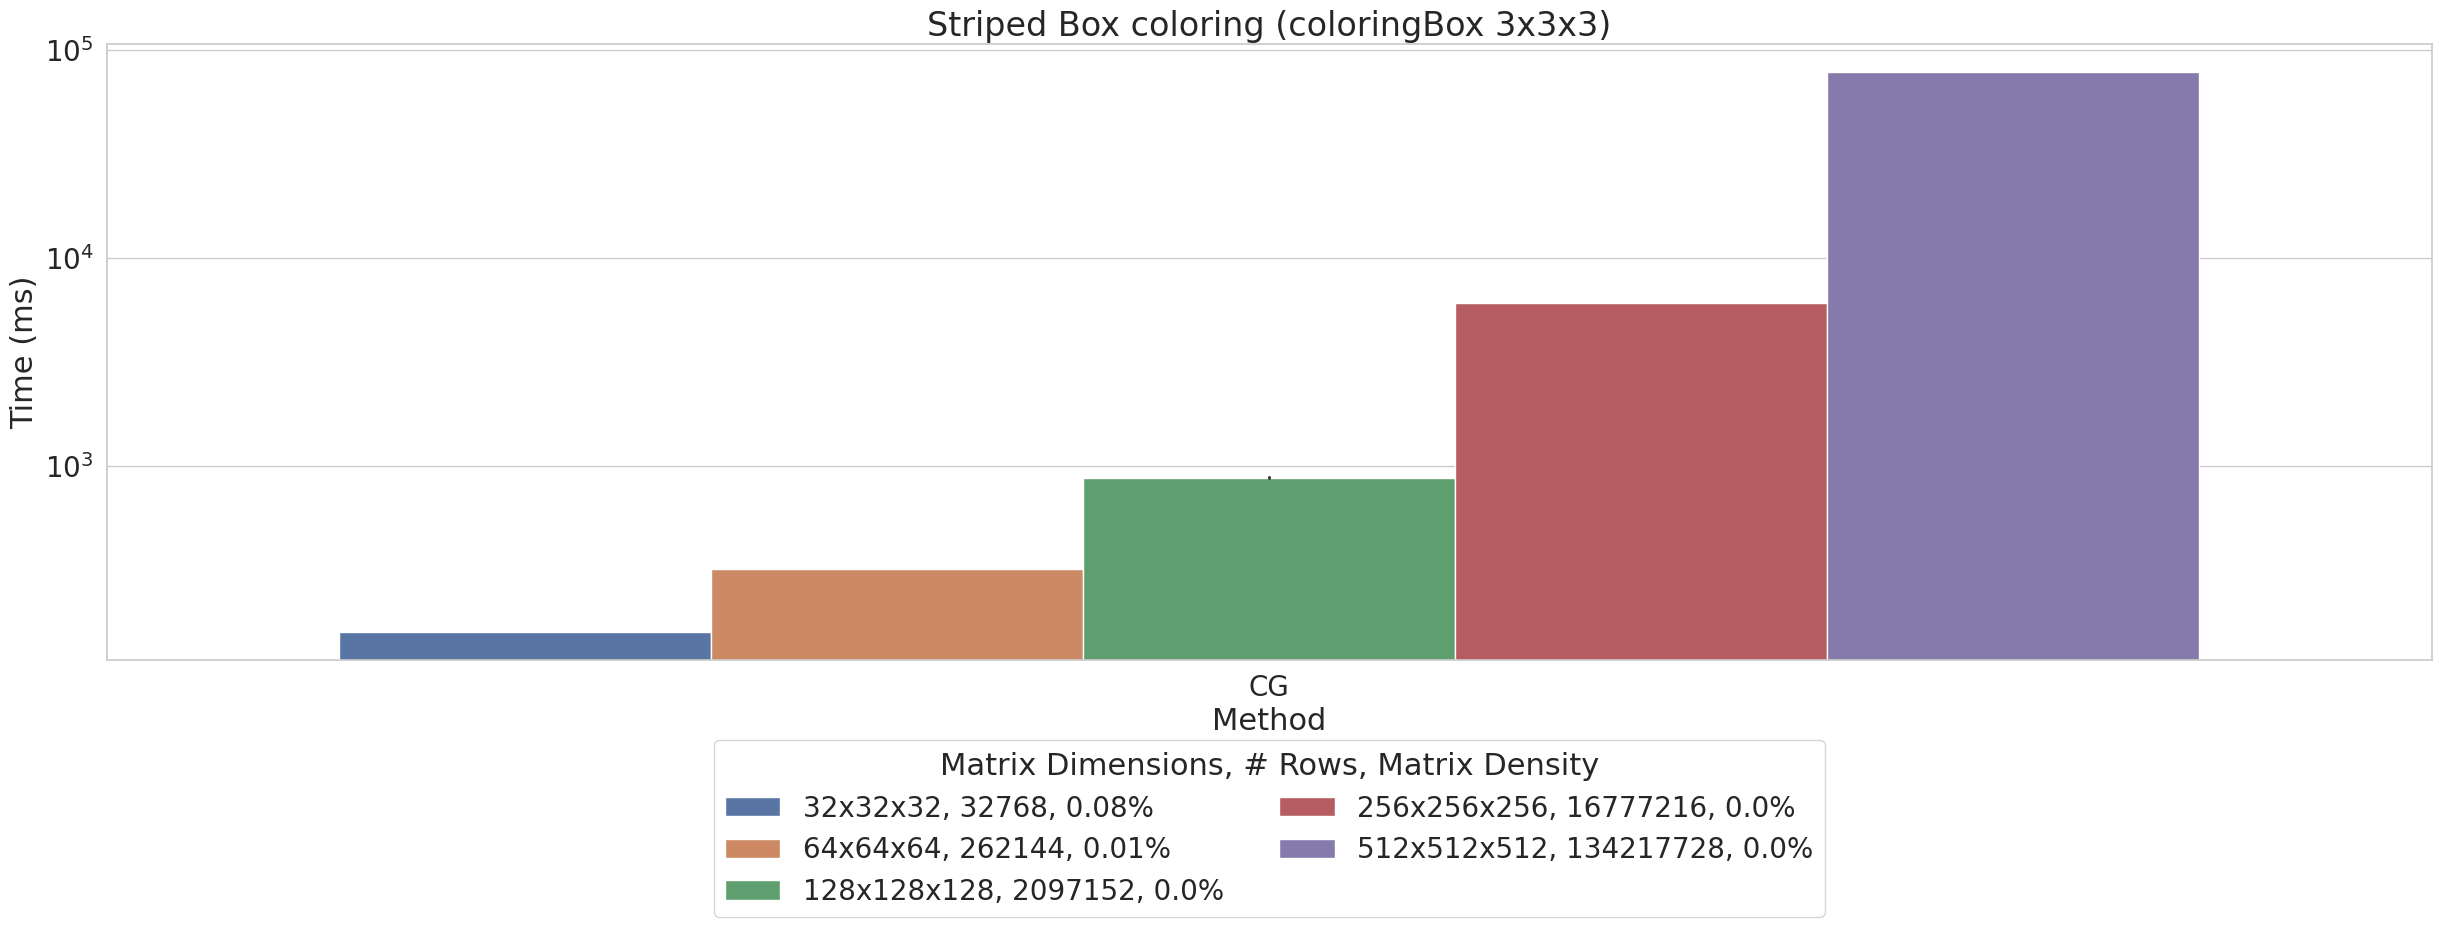 Striped Box coloring (coloringBox 3x3x3)
Time (ms)
10^5
10^4
10^3
CG
Method
Matrix Dimensions, # Rows, Matrix Density
32x32x32, 32768, 0.08%
64x64x64, 262144, 0.01%
128x128x128, 2097152, 0.0%
256x256x256, 16777216, 0.0%
512x512x512, 134217728, 0.0%